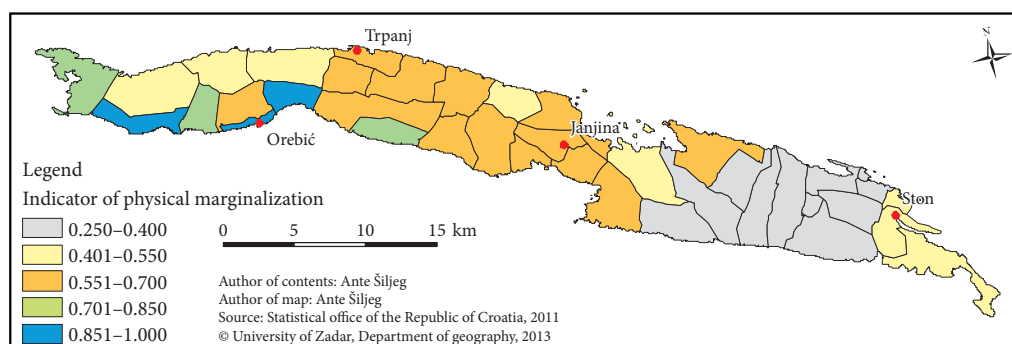 Trpanj
N
Orebić
Janjina
Ston
Legend
Indicator of physical marginalization
0.250–0.400
0.401–0.550
0.551–0.700
0.701–0.850
0.851–1.000
0 5 10 15 km
Author of contents: Ante Šiljeg
Author of map: Ante Šiljeg
Source: Statistical office of the Republic of Croatia, 2011
© University of Zadar, Department of geography, 2013